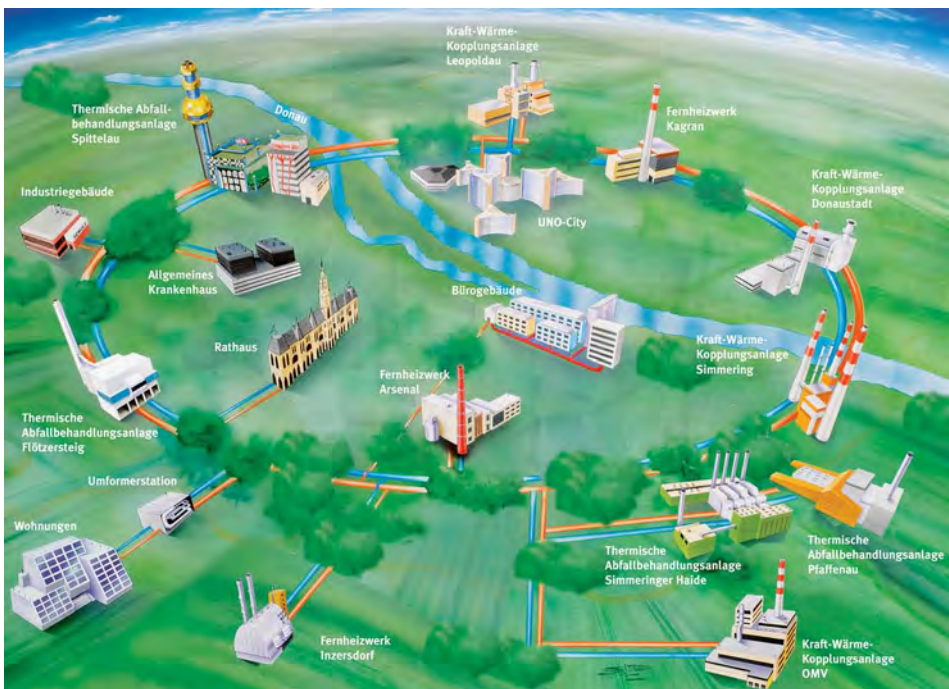 Kraft-Wärme-
Kopplungsanlage
Leopoldau
Thermische Abfall-
behandlungsanlage
Spittelau
Donau
Fernheizwerk
Kagran
Kraft-Wärme-
Kopplungsanlage
Donaustadt
Industriegebäude
UNO-City
Allgemeines
Krankenhaus
Bürogebäude
Rathaus
Kraft-Wärme-
Kopplungsanlage
Simmering
Fernheizwerk
Arsenal
Thermische
Abfallbehandlungsanlage
Flötzersteig
Umformerstation
Wohnungen
Thermische
Abfallbehandlungsanlage
Simmeringer Haide
Thermische
Abfallbehandlungsanlage
Pfaffenau
Fernheizwerk
Inzersdorf
Kraft-Wärme-
Kopplungsanlage
OMV